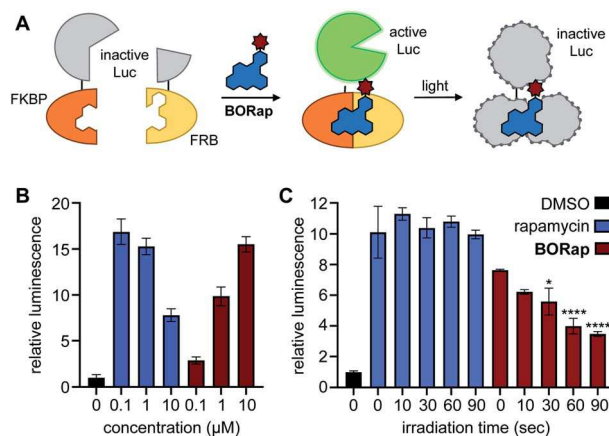 A
inactive
Luc
FKBP
FRB
BORap
active
Luc
light
inactive
Luc
B
relative luminescence
20
15
10
5
0
0 0.1 1 10 0.1 1 10
concentration (µM)
C
relative luminescence
14
12
10
8
6
4
2
0
DMSO
rapamycin
BORap
* **** ****
0 0 10 30 60 90 0 10 30 60 90
irradiation time (sec)